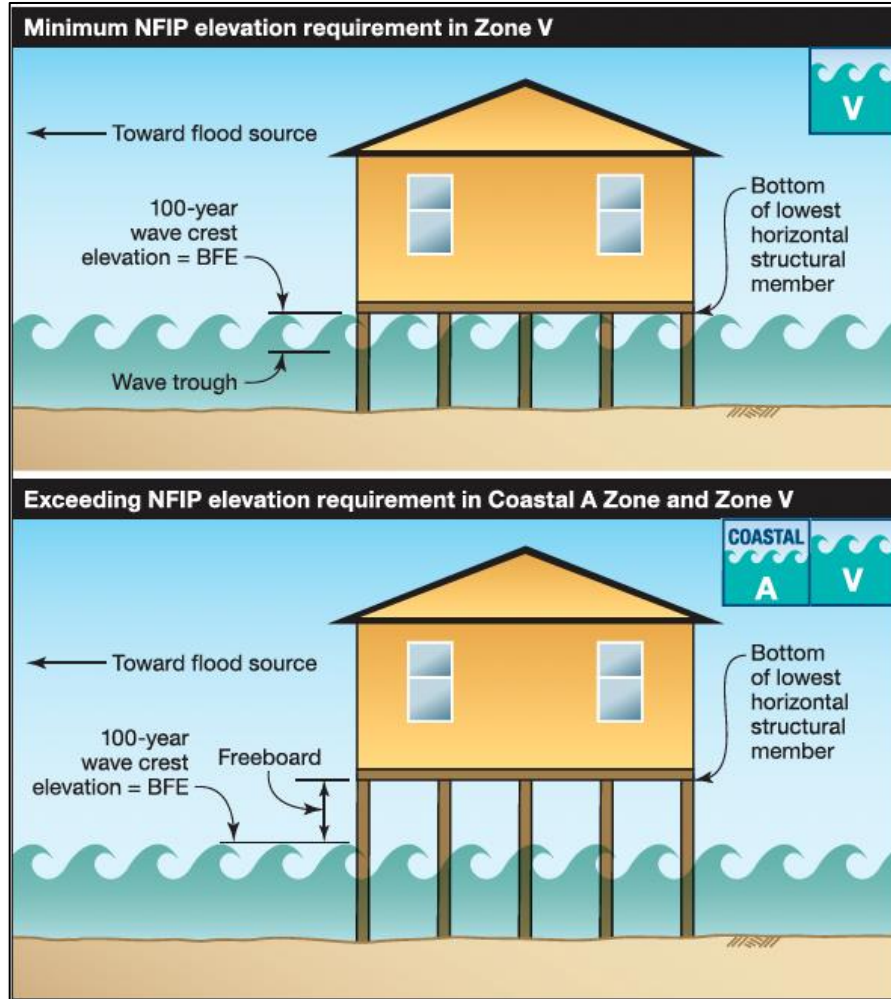 Minimum NFIP elevation requirement in Zone V
V
Toward flood source
100-year
wave crest
elevation = BFE
Wave trough
Bottom
of lowest
horizontal
structural
member
Exceeding NFIP elevation requirement in Coastal A Zone and Zone V
COASTAL
A
V
Toward flood source
100-year
wave crest
elevation = BFE
Freeboard
Bottom
of lowest
horizontal
structural
member